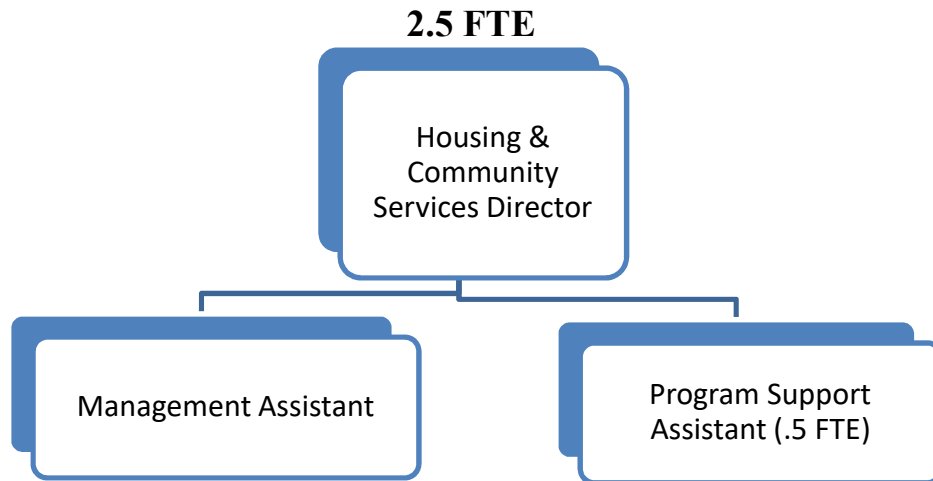 2.5 FTE
Housing &
Community
Services Director
Management Assistant
Program Support
Assistant (.5 FTE)